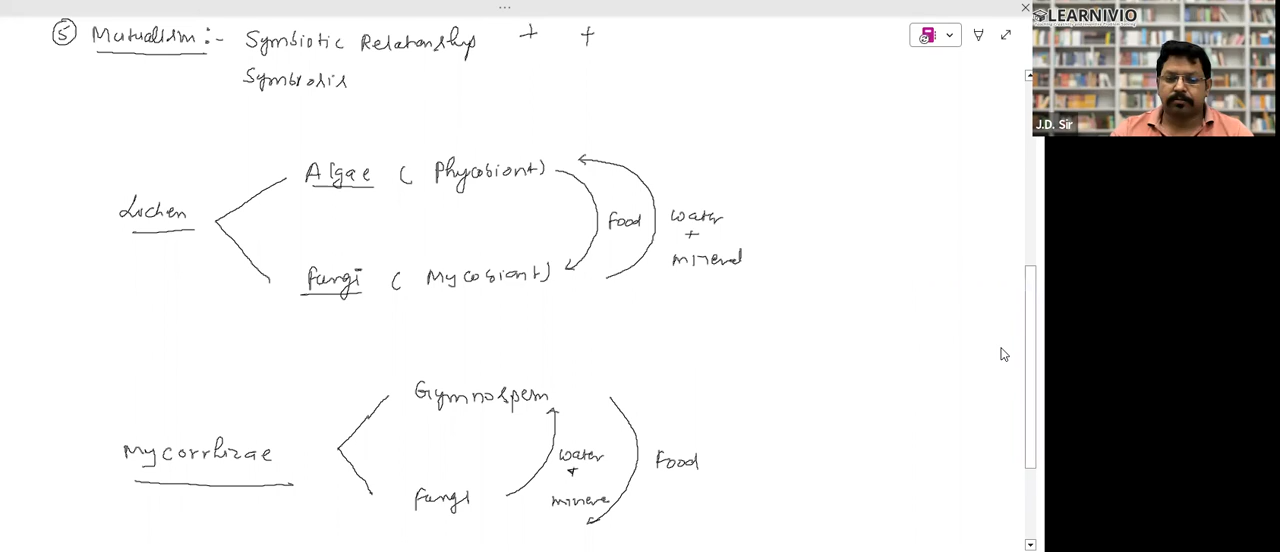 ⑤ Mutualism :- Symbiotic Relationship + +
Symbiosis
Algae ( Phycobiont)
Lichen
Food
water
+
mineral
Fungi ( Mycobiont)
Gymnosperm
Mycorrhizae
water
+
Food
Fungi
minere
LEARNIVIO
J.D. Sir